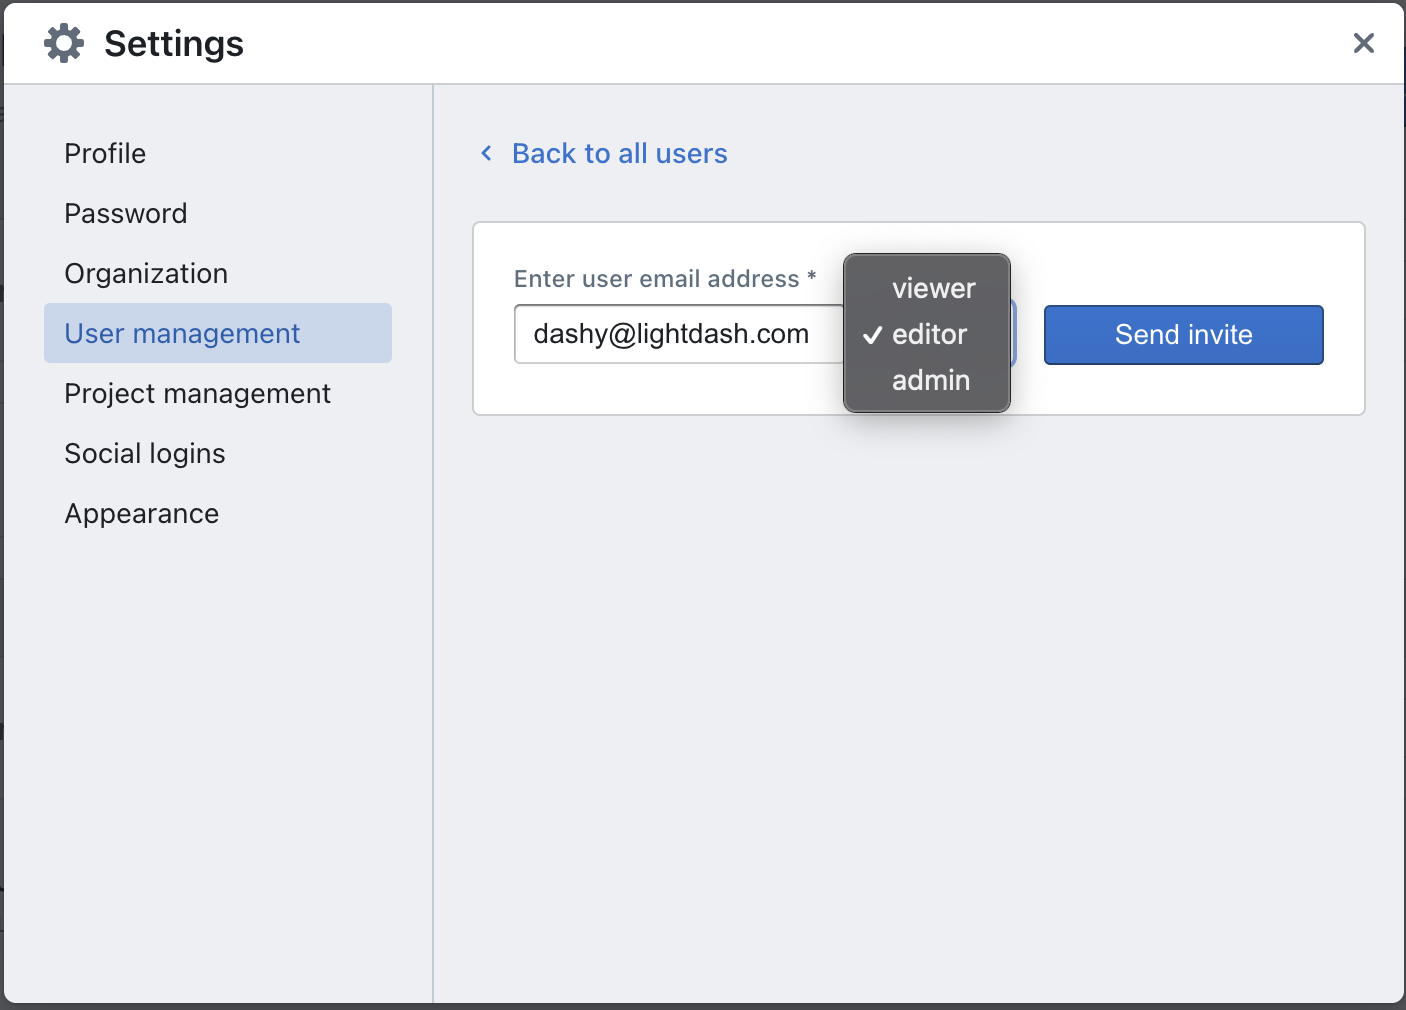 Settings
Profile
Password
Organization
User management
Project management
Social logins
Appearance
Back to all users
Enter user email address *
dashy@lightdash.com
viewer
editor
admin
Send invite